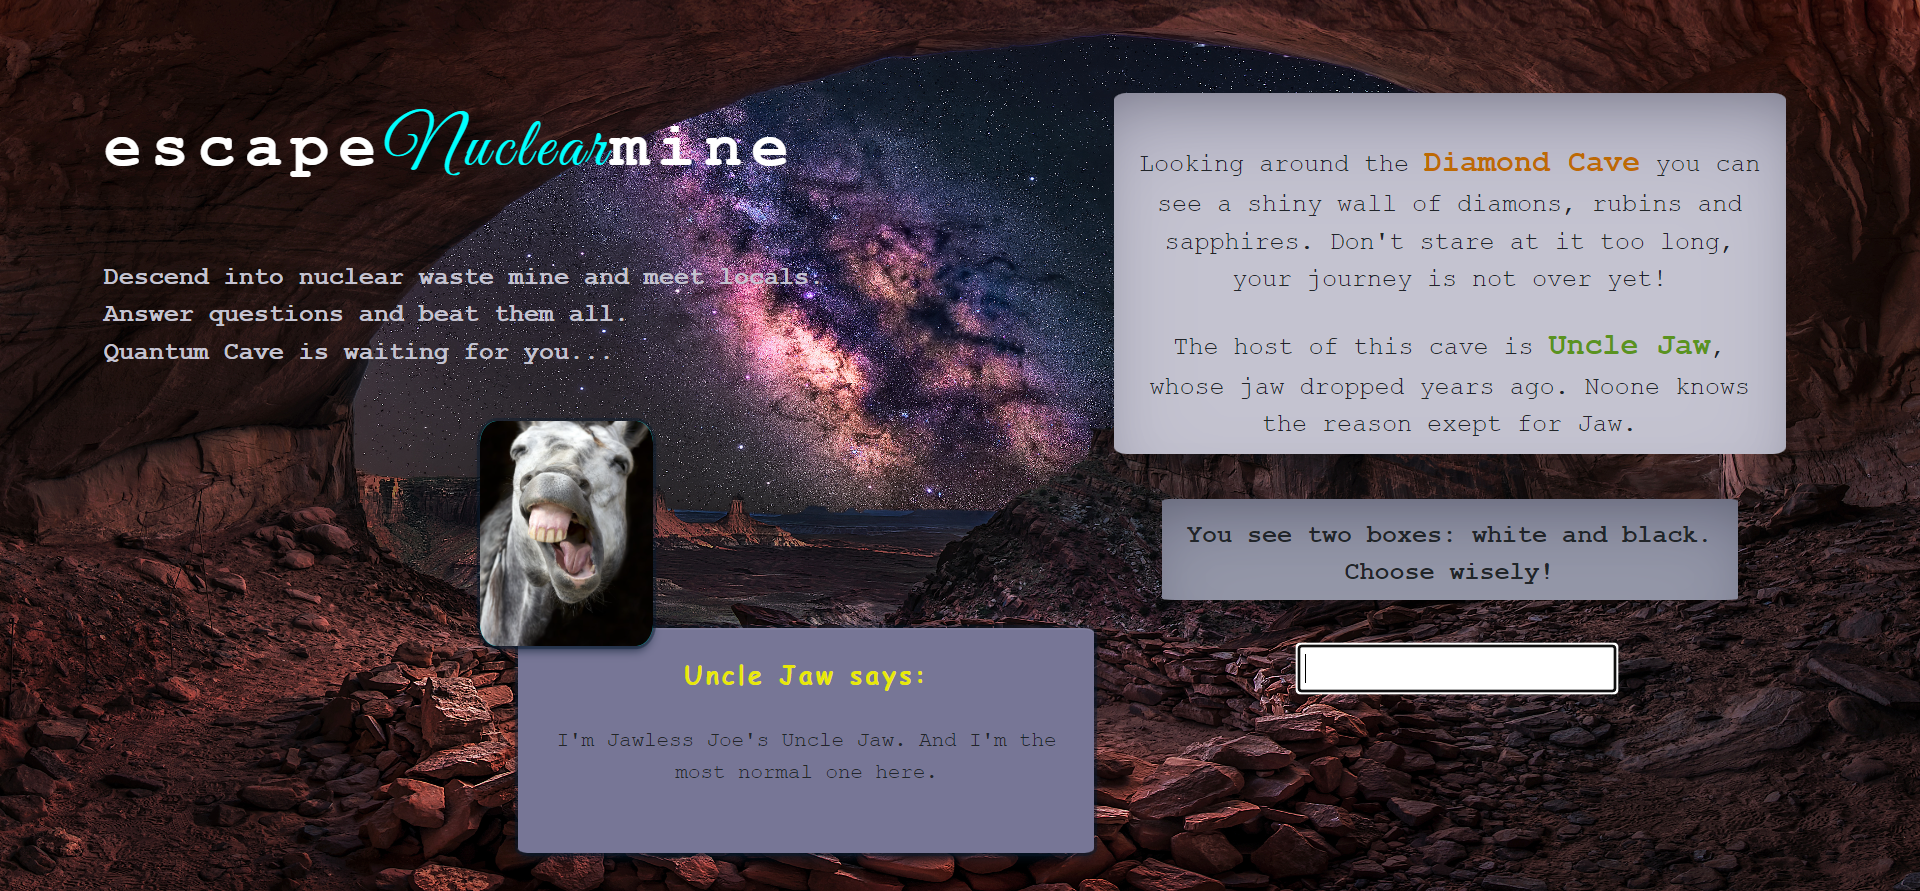 escapeNuclearmine
Descend into nuclear waste mine and meet locals.
Answer questions and beat them all.
Quantum Cave is waiting for you...
Looking around the Diamond Cave you can
see a shiny wall of diamons, rubins and
sapphires. Don't stare at it too long,
your journey is not over yet!
The host of this cave is Uncle Jaw,
whose jaw dropped years ago. Noone knows
the reason exept for Jaw.
You see two boxes: white and black.
Choose wisely!
Uncle Jaw says:
I'm Jawless Joe's Uncle Jaw. And I'm the
most normal one here.